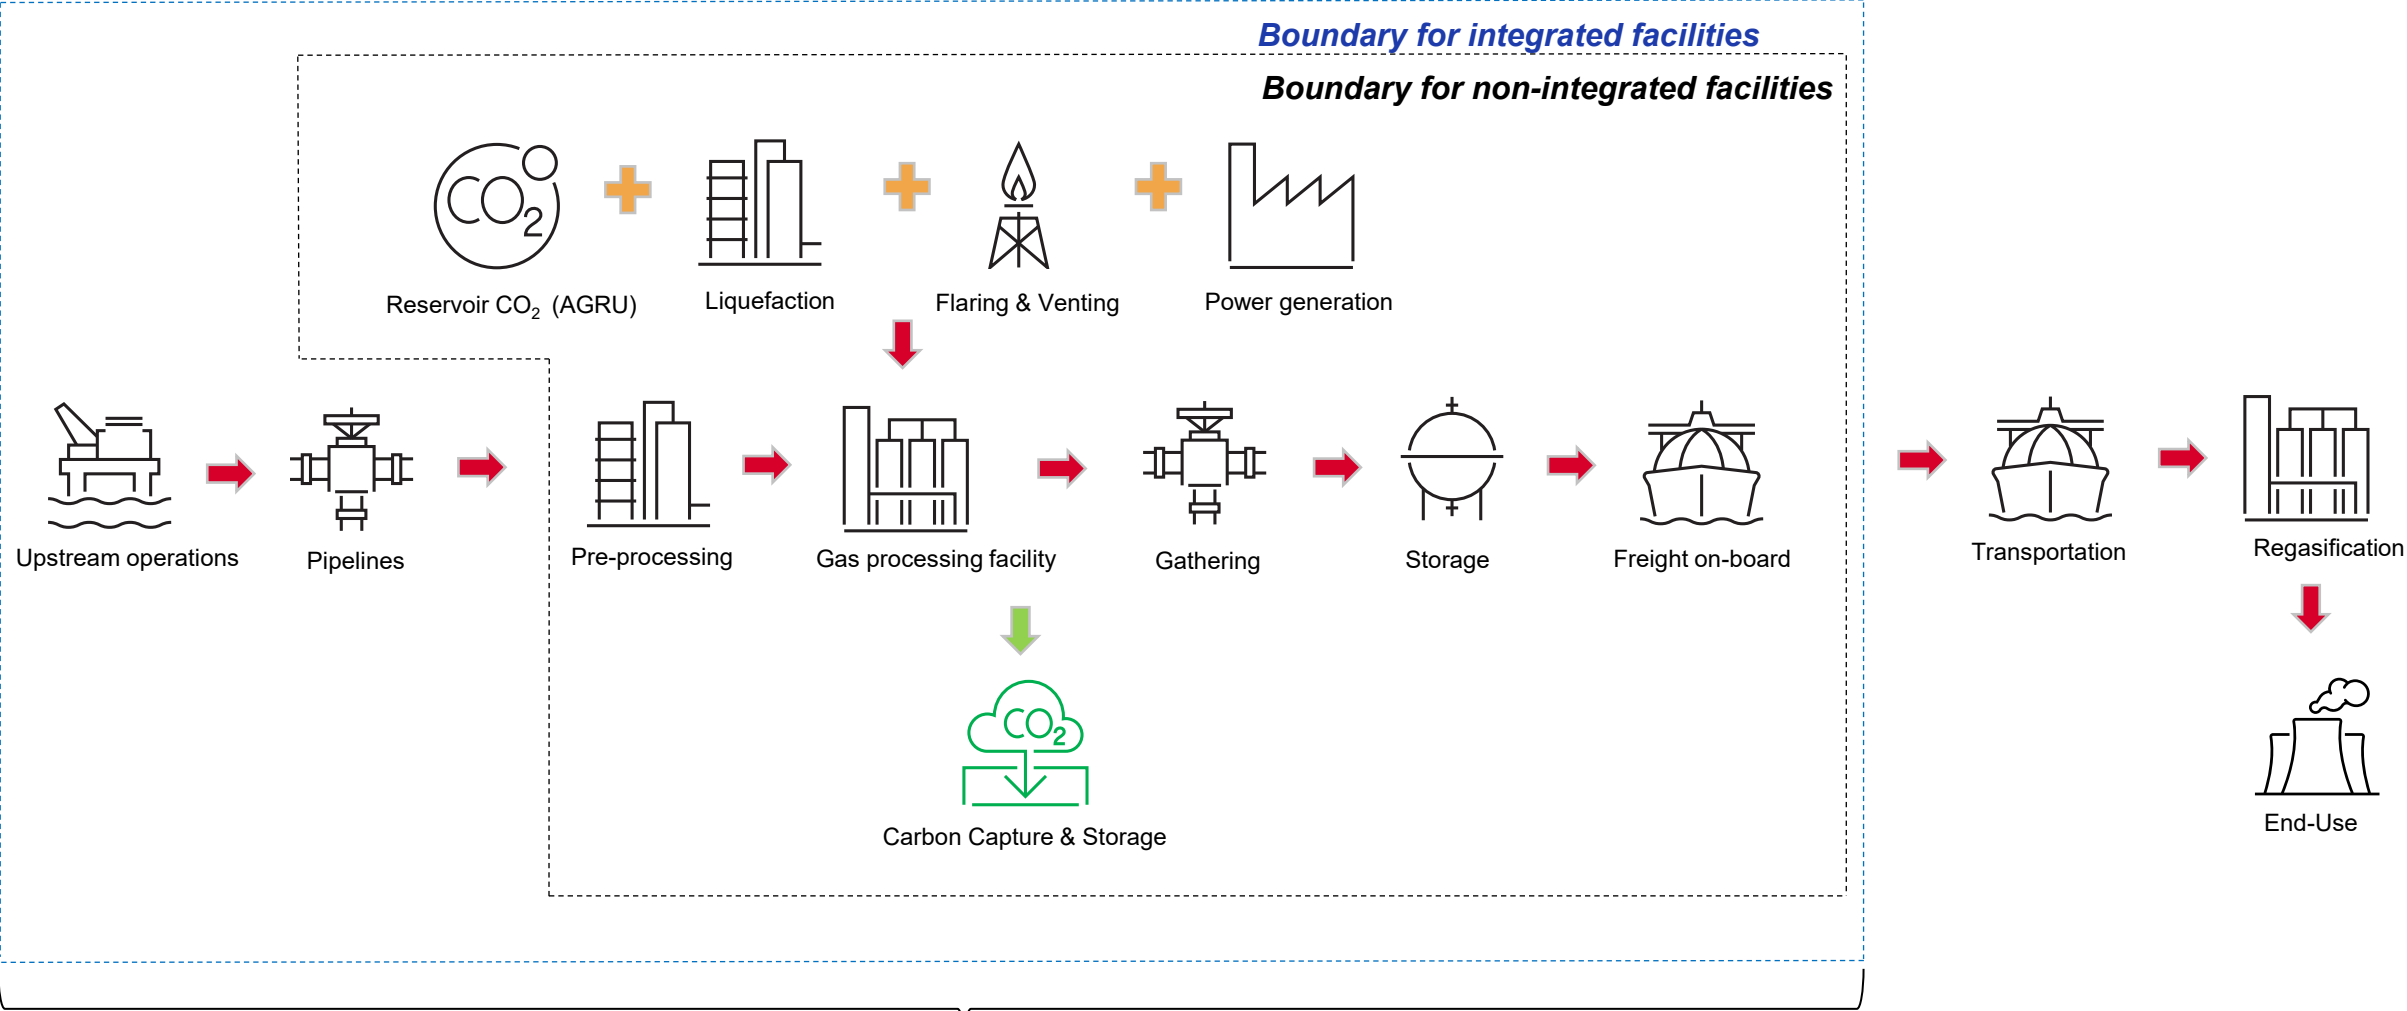 Boundary for integrated facilities
Boundary for non-integrated facilities
CO2
Reservoir CO2 (AGRU)
Liquefaction
Flaring & Venting
Power generation
Upstream operations
Pipelines
Pre-processing
Gas processing facility
Gathering
Storage
Freight on-board
Transportation
Regasification
CO2
Carbon Capture & Storage
End-Use